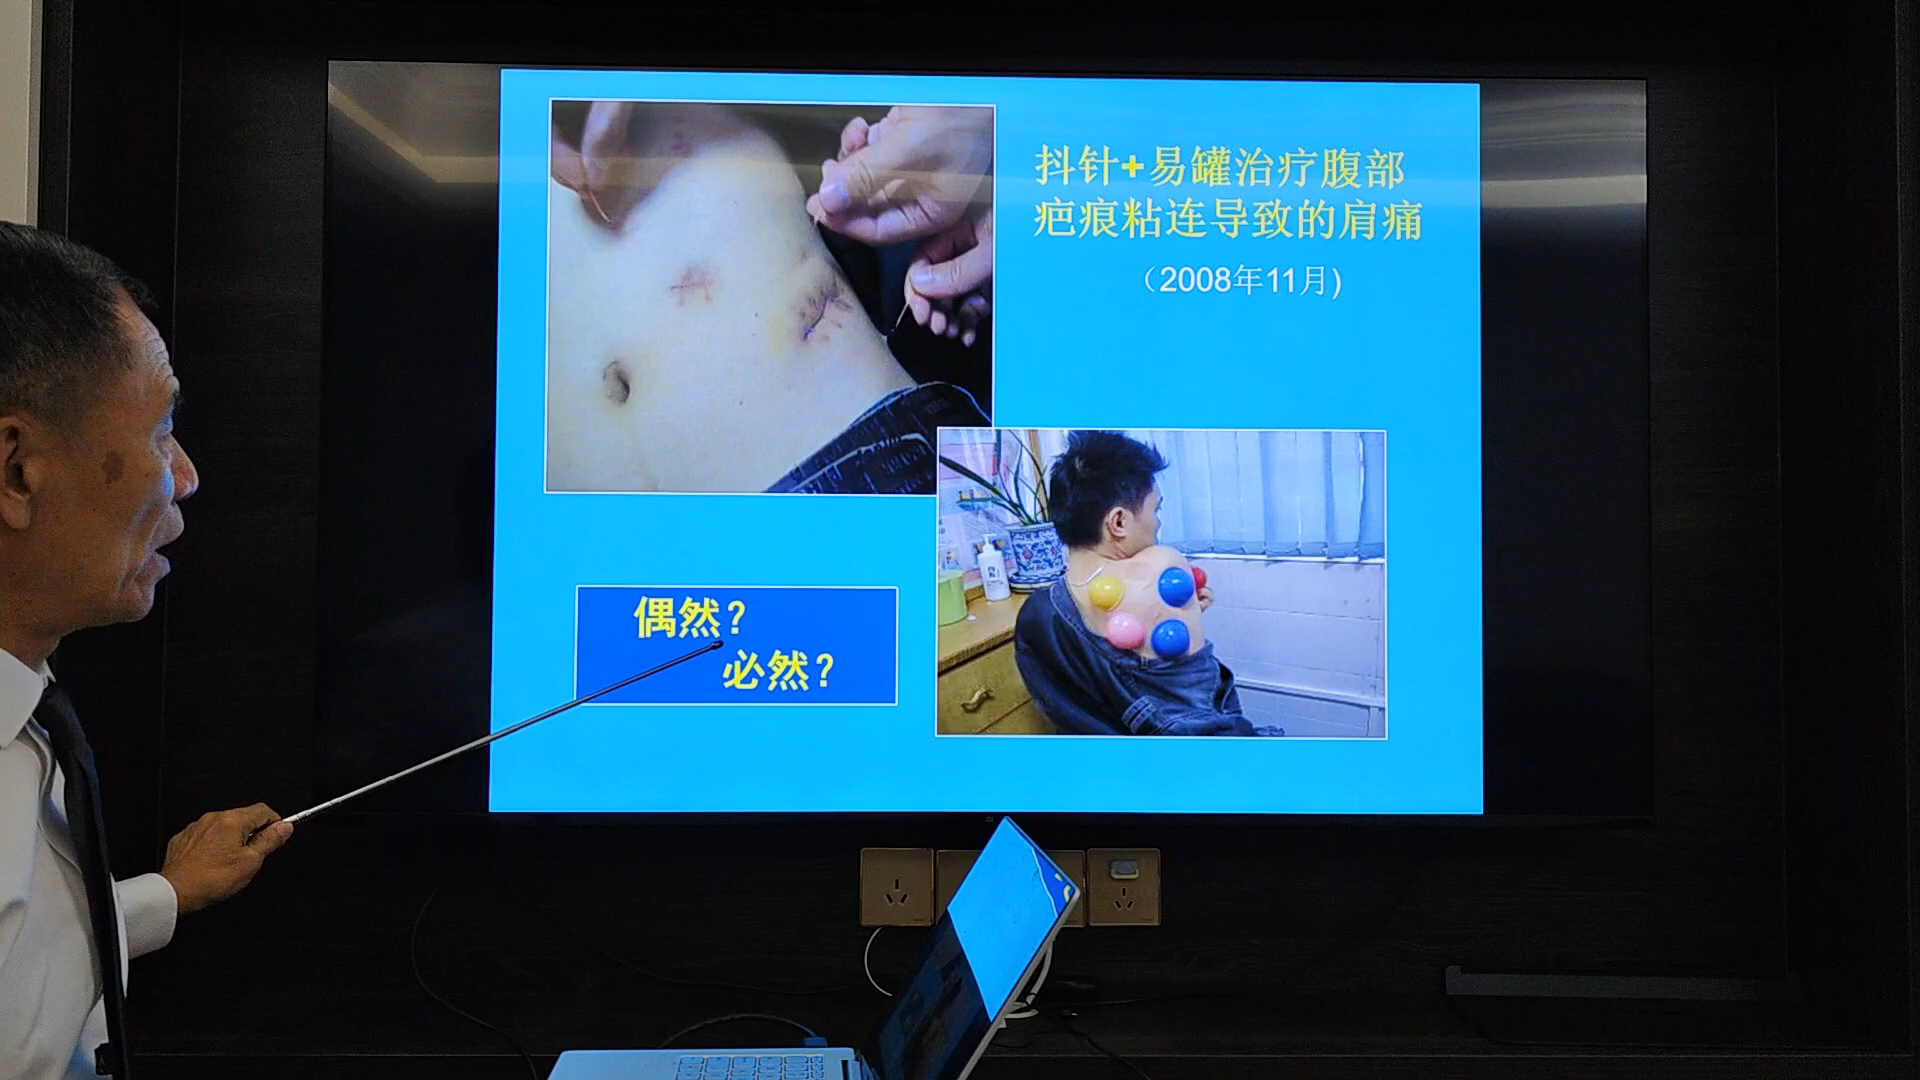 抖针+易罐治疗腹部
疤痕粘连导致的肩痛
（2008年11月)
偶然？
必然？